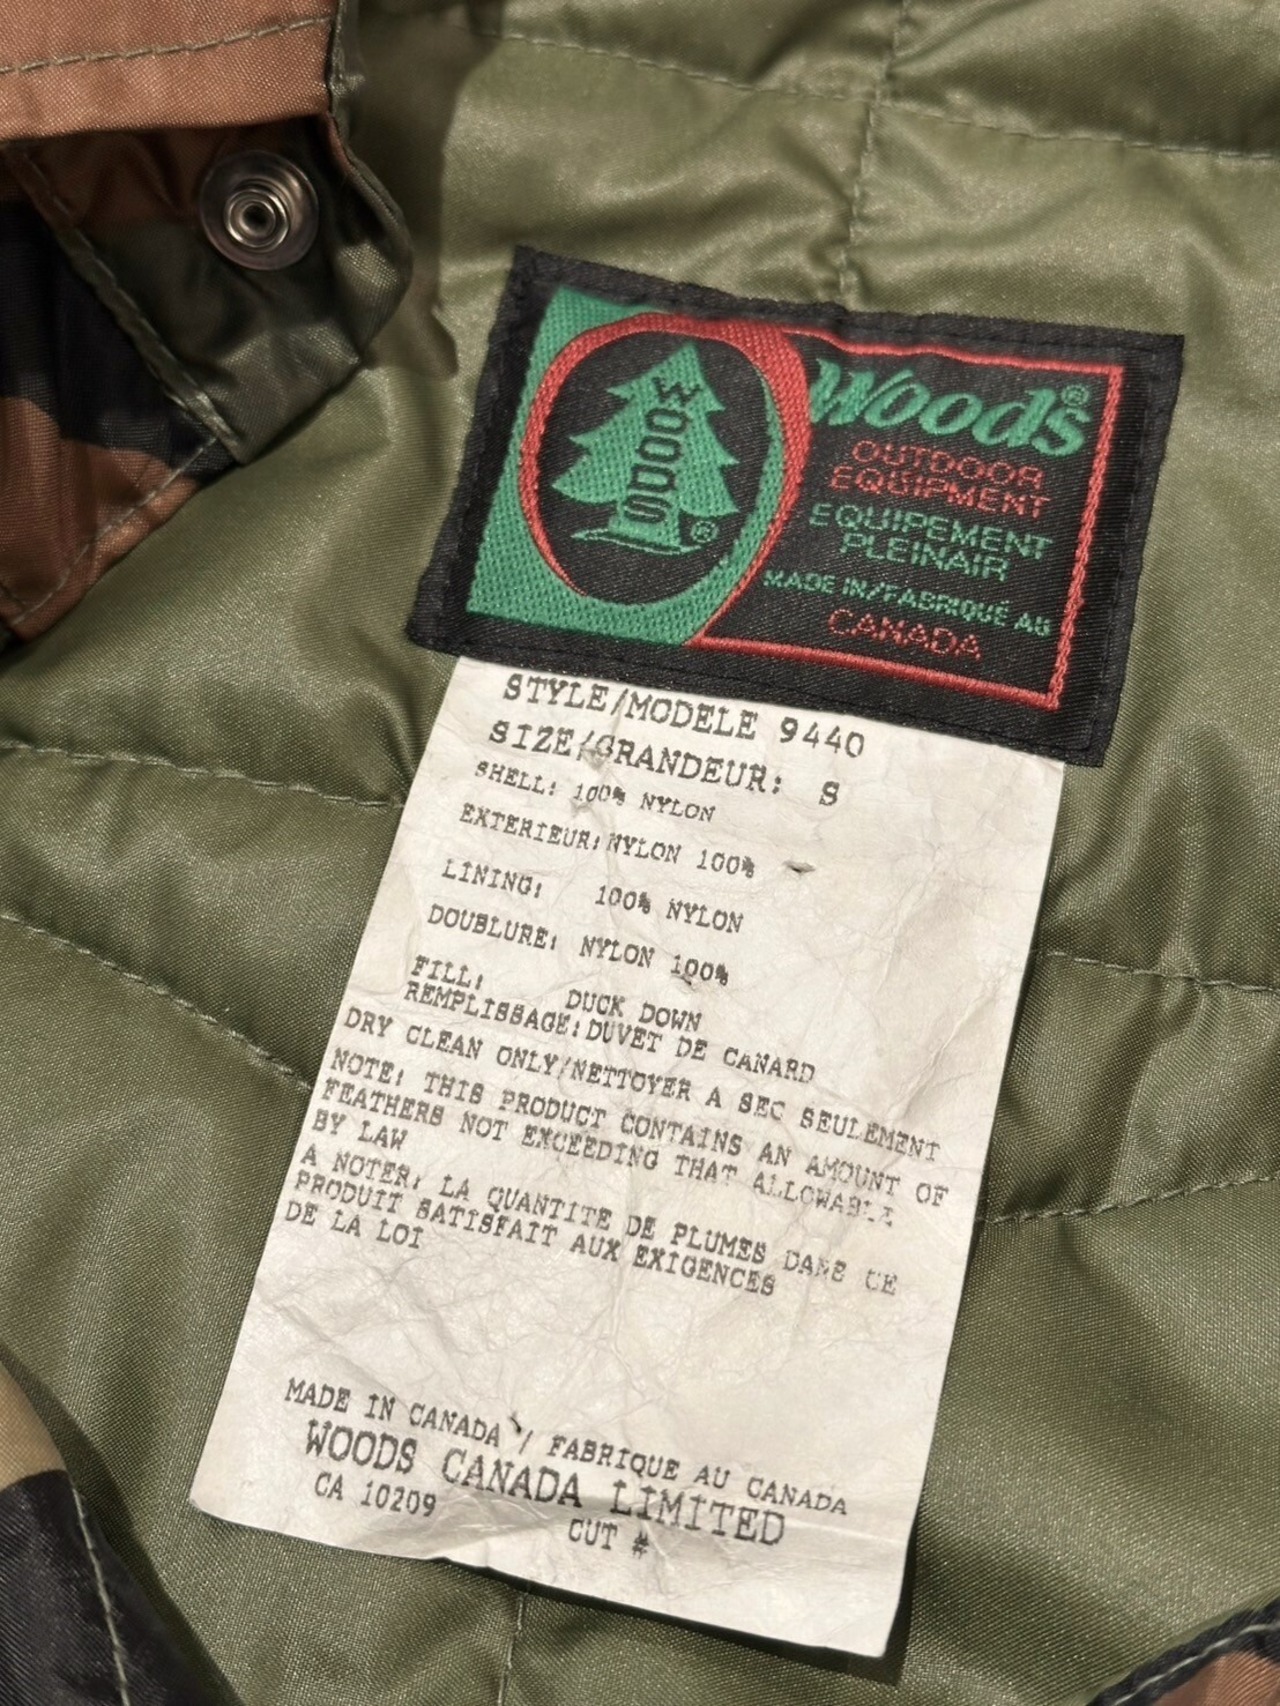 WOODS
®
Woods®
OUTDOOR
EQUIPMENT
EQUIPEMENT
PLEINAIR
MADE IN/FABRIQUÉ AU
CANADA
STYLE/MODELE 9440
SIZE/GRANDEUR: S
SHELL: 100% NYLON
EXTERIEUR: NYLON 100%
LINING: 100% NYLON
DOUBLURE: NYLON 100%
FILL: DUCK DOWN
REMPLISSAGE: DUVET DE CANARD
DRY CLEAN ONLY/NETTOYER A SEC SEULEMENT
NOTE: THIS PRODUCT CONTAINS AN AMOUNT OF
FEATHERS NOT EXCEEDING THAT ALLOWABLE
BY LAW
A NOTER: LA QUANTITE DE PLUMES DANS CE
PRODUIT SATISFAIT AUX EXIGENCES
DE LA LOI
MADE IN CANADA / FABRIQUE AU CANADA
WOODS CANADA LIMITED
CA 10209
CUT #